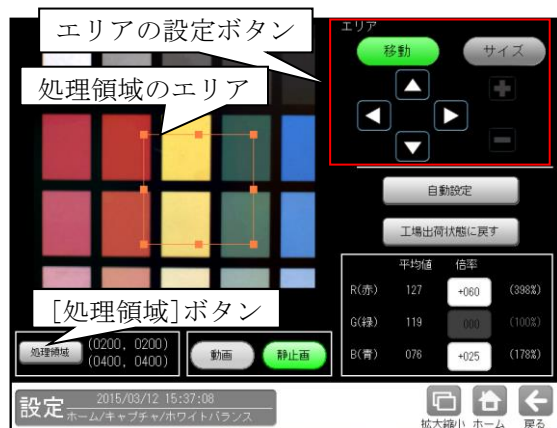 エリアの設定ボタン
処理領域のエリア
エリア
移動
サイズ
自動設定
工場出荷状態に戻す
平均値 倍率
R(赤) 127 +060 (398%)
G(緑) 119 000 (100%)
B(青) 076 +025 (178%)
[処理領域]ボタン
処理領域
(0200, 0200)
(0400, 0400)
動画
静止画
設定
2015/03/12 15:37:08
ホーム/キャプチャ/ホワイトバランス
拡大縮小 ホーム 戻る